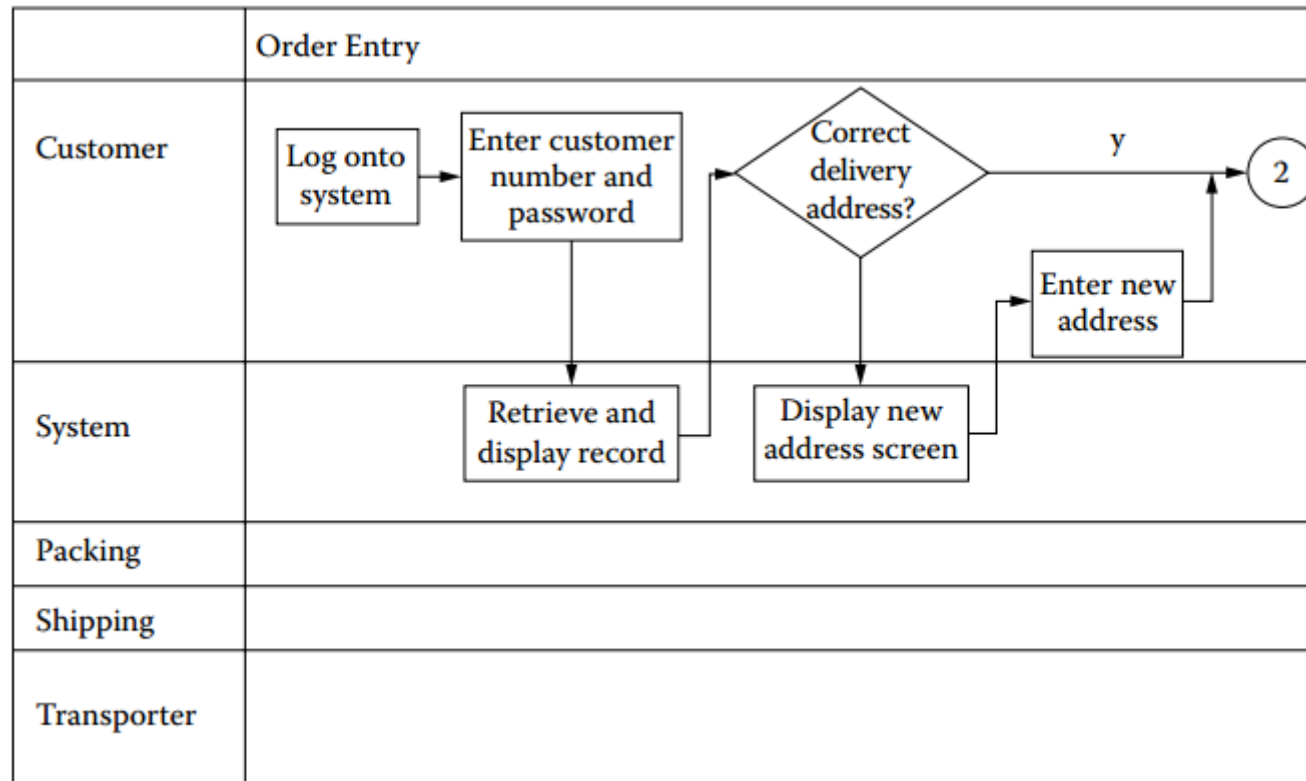 Order Entry
Customer
Log onto
system
Enter customer
number and
password
Correct
delivery
address?
y
2
Enter new
address
System
Retrieve and
display record
Display new
address screen
Packing
Shipping
Transporter